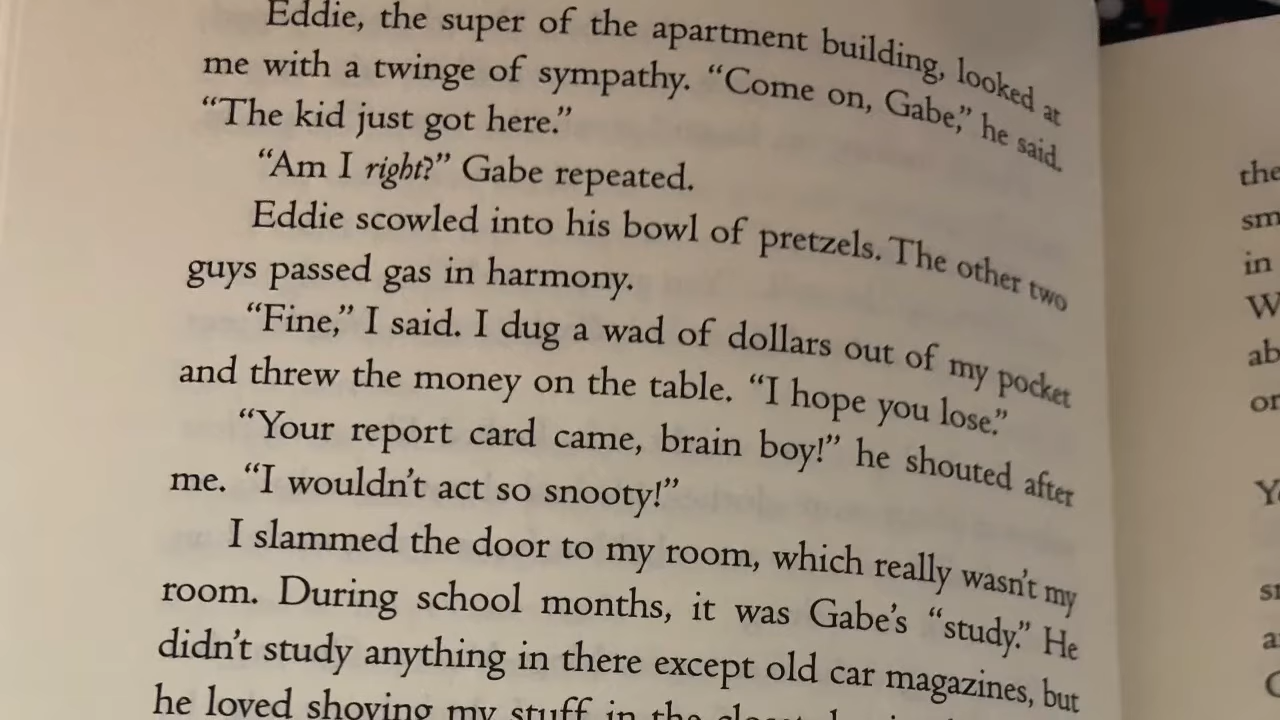 Eddie, the super of the apartment building, looked at
me with a twinge of sympathy. “Come on, Gabe,” he said.
“The kid just got here.”
“Am I right?” Gabe repeated.
Eddie scowled into his bowl of pretzels. The other two
guys passed gas in harmony.
“Fine,” I said. I dug a wad of dollars out of my pocket
and threw the money on the table. “I hope you lose.”
“Your report card came, brain boy!” he shouted after
me. “I wouldn’t act so snooty!”
I slammed the door to my room, which really wasn’t my
room. During school months, it was Gabe’s “study.” He
didn’t study anything in there except old car magazines, but
he loved shoving my stuff in the closet
the
in